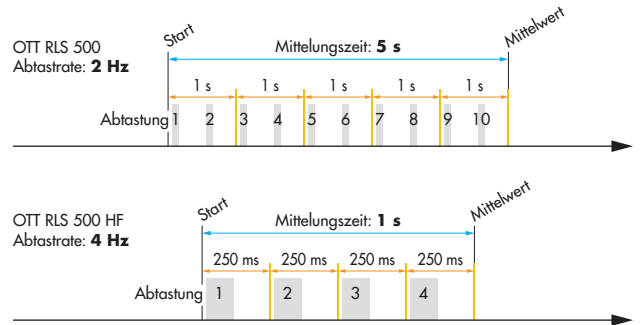 Start
Mittelwert
OTT RLS 500
Abtastrate: 2 Hz
Mittelungszeit: 5 s
1 s 1 s 1 s 1 s 1 s
Abtastung 1 2 3 4 5 6 7 8 9 10
Start
Mittelwert
OTT RLS 500 HF
Abtastrate: 4 Hz
Mittelungszeit: 1 s
250 ms 250 ms 250 ms 250 ms
Abtastung 1 2 3 4